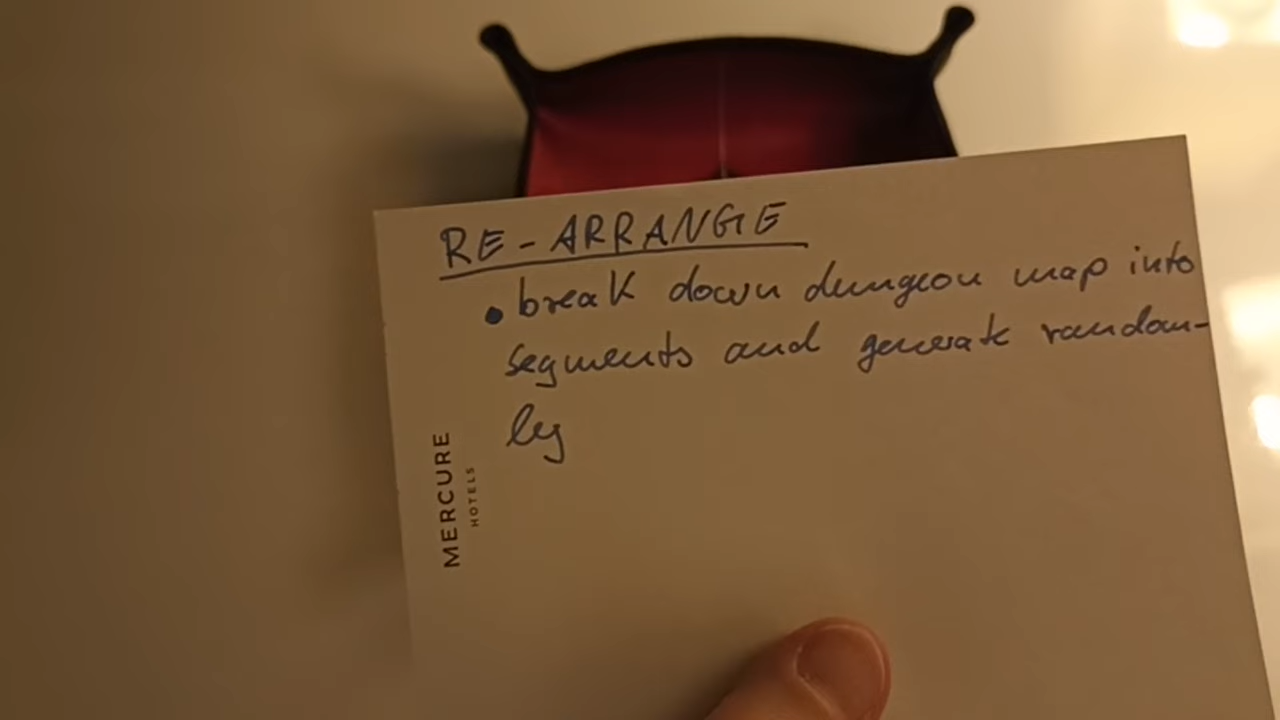 RE-ARRANGE
• break down dungeon map into
segments and generate random-
ly
MERCURE
HOTELS